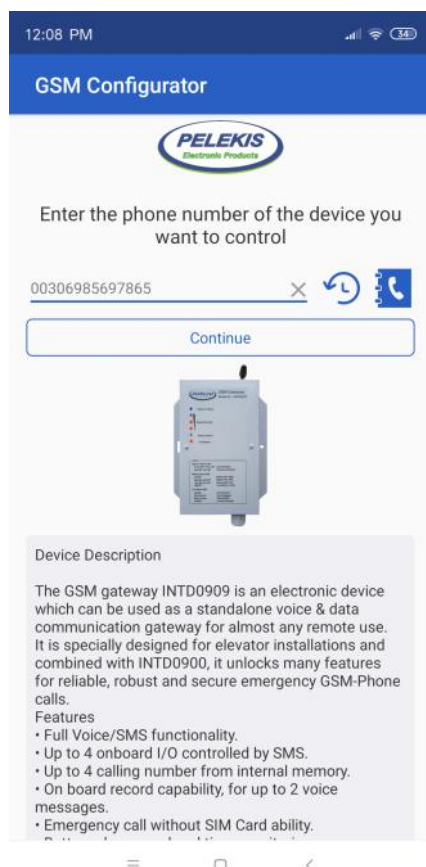 12:08 PM
34
GSM Configurator
PELEKIS
Electronic Products
Enter the phone number of the device you
want to control
00306985697865
Continue
Device Description
The GSM gateway INTD0909 is an electronic device
which can be used as a standalone voice & data
communication gateway for almost any remote use.
It is specially designed for elevator installations and
combined with INTD0900, it unlocks many features
for reliable, robust and secure emergency GSM-Phone
calls.
Features
• Full Voice/SMS functionality.
• Up to 4 onboard I/O controlled by SMS.
• Up to 4 calling number from internal memory.
• On board record capability, for up to 2 voice
messages.
• Emergency call without SIM Card ability.